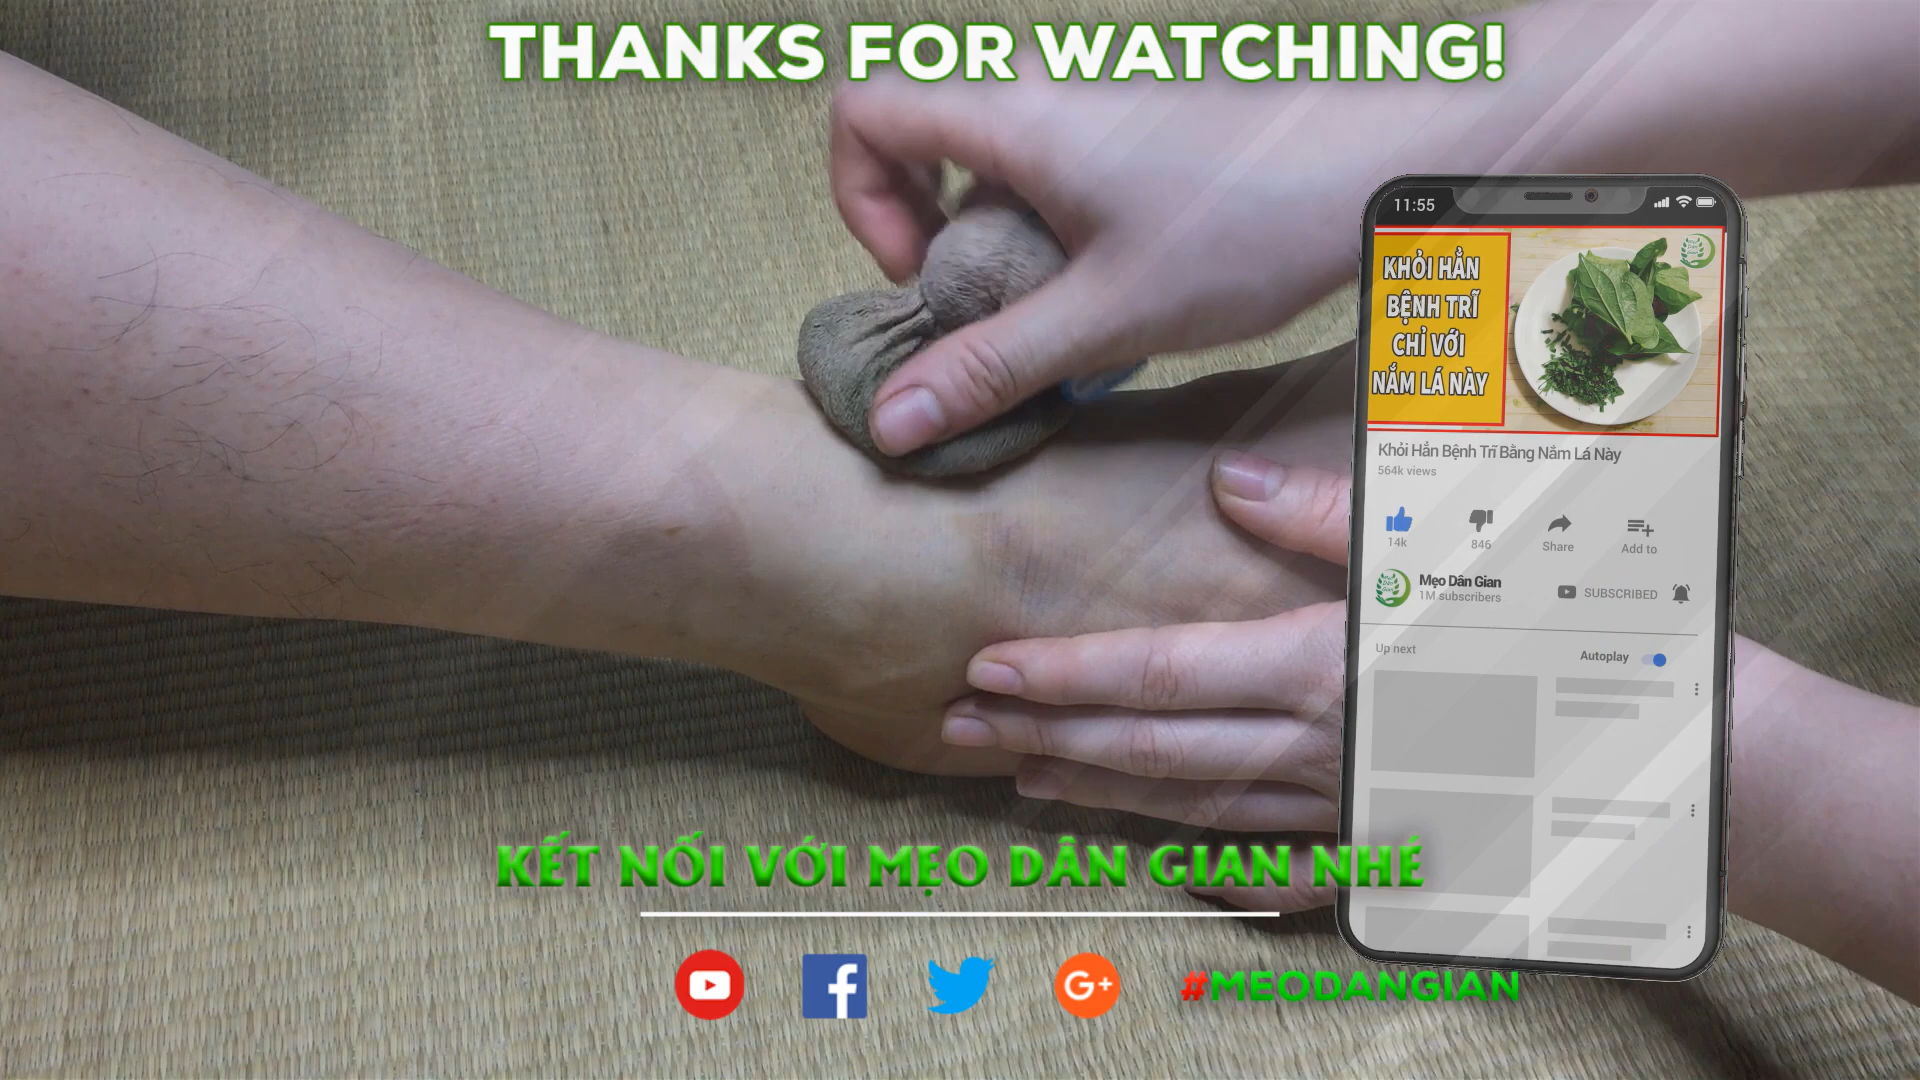 THANKS FOR WATCHING!
11:55
KHỎI HẲN
BỆNH TRĨ
CHỈ VỚI
NẮM LÁ NÀY
Khỏi Hẳn Bệnh Trĩ Bằng Nắm Lá Này
564k views
14k
846
Share
Add to
Mẹo Dân Gian
1M subscribers
SUBSCRIBED
Up next
Autoplay
KẾT NỐI VỚI MẸO DÂN GIAN NHÉ
G+
#MEODANGIAN